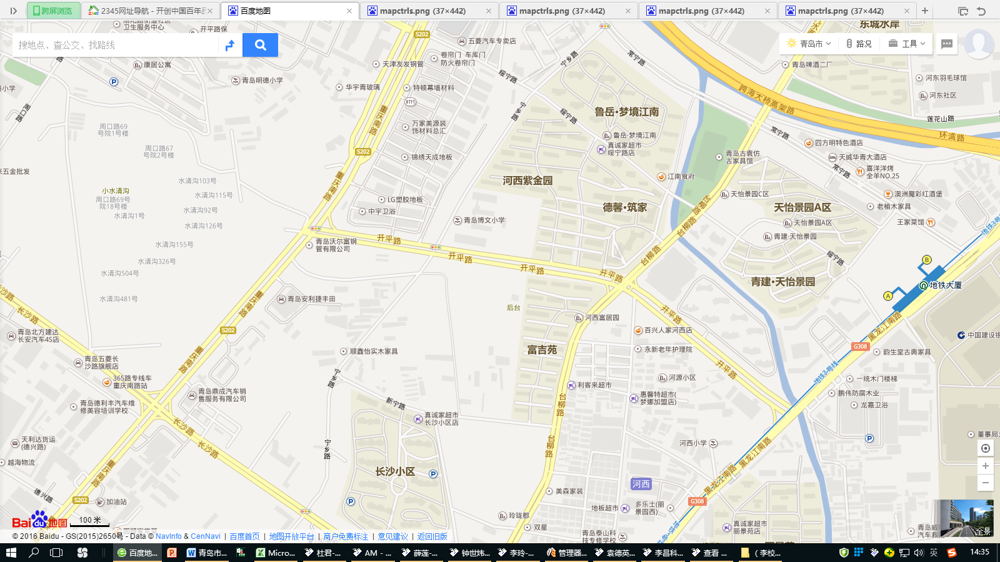 跨屏浏览
2345网址导航 - 开创中国百年品
百度地图
mapctrls.png (37×442)
mapctrls.png (37×442)
mapctrls.png (37×442)
mapctrls.png (37×442)
搜地点、查公交、找路线
青岛市
路况
工具
卫生服务中心
开平路保
S202
五菱汽车专卖店
东城水岸
康居公寓
天津友发钢管
卷帘门 车库门
防火卷帘门
宁乡路
常宁路
青岛啤酒二厂
青岛明德小学
绥宁路
河东羽毛球馆
华宇青玻璃
特顿幕墙材料
跨海大桥高架路
河东社区
ATM
周口路
重庆南路
宁乡路
绥宁路
鲁岳·梦境江南
莲花山路
周口路69
号院1号楼
万家美源装
饰材料总汇
鲁岳·梦境江南
常宁路
环湾路
周口路67
号院2号楼
S202
真诚家超市
绥宁路店
四方明特色酒店
锦绣天成地板
青岛古袁仿
古家具馆
天威华青大酒店
来五金批发
重庆南路
江南食府
常宁路
喜洋洋烤
全羊NO.25
水清沟103号
河西紫金园
小水清沟
水清沟115号
台柳路
天怡景园C区
澳洲魔彩红酒堡
周口路69号
院18号楼
LG塑胶地板
德馨·筑家
天怡景园A区
老榆木家具
水清沟1号
水清沟92号
中宇卫浴
青岛博文小学
台柳路
天怡景园A区
王家菜馆
水清沟126号
地铁3号线
青岛沃尔富钢
管有限公司
开平路
青建·天怡景园
水清沟155号
开平路
台柳路
绥宁路
水清沟326号
开平路
开平路
B
水清沟504号
青建·天怡景园
地铁大厦
长沙路
水清沟481号
重庆南路
青岛安利捷丰田
后台
开平路
A
河西富居园
S202
百兴人家河西店
黑龙江南路
青岛北方建达
长安汽车4S店
中国建设银
重庆南路
顺鑫怡实木家具
富吉苑
永新老年护理院
G308
韵生堂古典家具
青岛五菱长
沙路旗舰店
宁乡路
开平路
地铁3号线
365路专线车
重庆南路站
河源小区
一统木门楼梯
青岛鼎成汽车销
售服务有限公司
利客来超市
惠馨特超市(
梦娜加盟店)
鹏伟防腐木业
青岛德利丰汽车维
修美容培训学校
新宁路
台柳路
龙嘉卫浴
真诚家超市
长沙小区店
长沙路
天利达货运
(德兴路)
长沙路
宁乡路
台柳路
河西小学
黑龙江南路
董事局
越海物流
重庆南路
长沙小区
河西
黑龙江南路
德兴路
S202
加油站
美森家装
G308
地板超市
多乐士(丽
景园西)
玲珑郡
双星
真诚家超市
丽景苑店
青岛泰山科
技专修学校
青岛威
汽车救
Bai du 地图
100 米
全景
© 2016 Baidu - GS(2015)2650号 - Data © NavInfo & CenNavi | 百度首页 | 地图开放平台 | 商户免费标注 | 意见建议 | 返回旧版
百度地...
青岛市...
Micro...
杜君-...
AM - ...
薛莲-...
钟世炜...
李玲-...
管理器...
袁德英...
李昌科...
查看 ...
（李校...
英
14:35